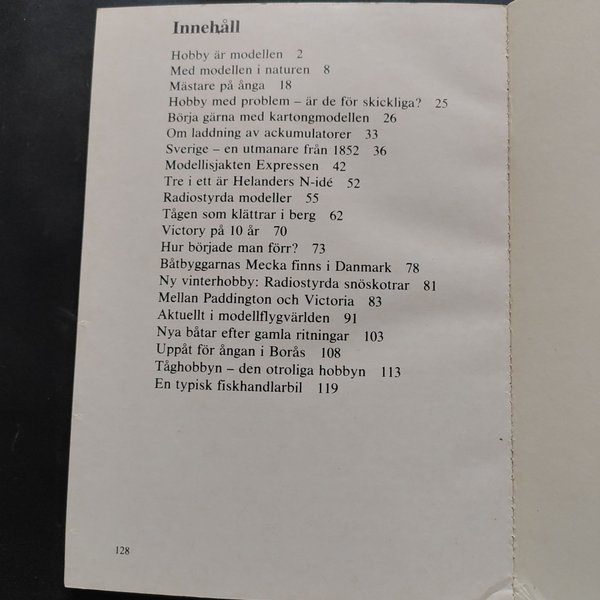 Innehåll
Hobby är modellen 2
Med modellen i naturen 8
Mästare på ånga 18
Hobby med problem – är de för skickliga? 25
Börja gärna med kartongmodellen 26
Om laddning av ackumulatorer 33
Sverige – en utmanare från 1852 36
Modellisjakten Expressen 42
Tre i ett är Helanders N-idé 52
Radiostyrda modeller 55
Tågen som klättrar i berg 62
Victory på 10 år 70
Hur började man förr? 73
Båtbyggarnas Mecka finns i Danmark 78
Ny vinterhobby: Radiostyrda snöskotrar 81
Mellan Paddington och Victoria 83
Aktuellt i modellflygvärlden 91
Nya båtar efter gamla ritningar 103
Uppåt för ångan i Borås 108
Tåghobbyn – den otroliga hobbyn 113
En typisk fiskhandlarbil 119
128